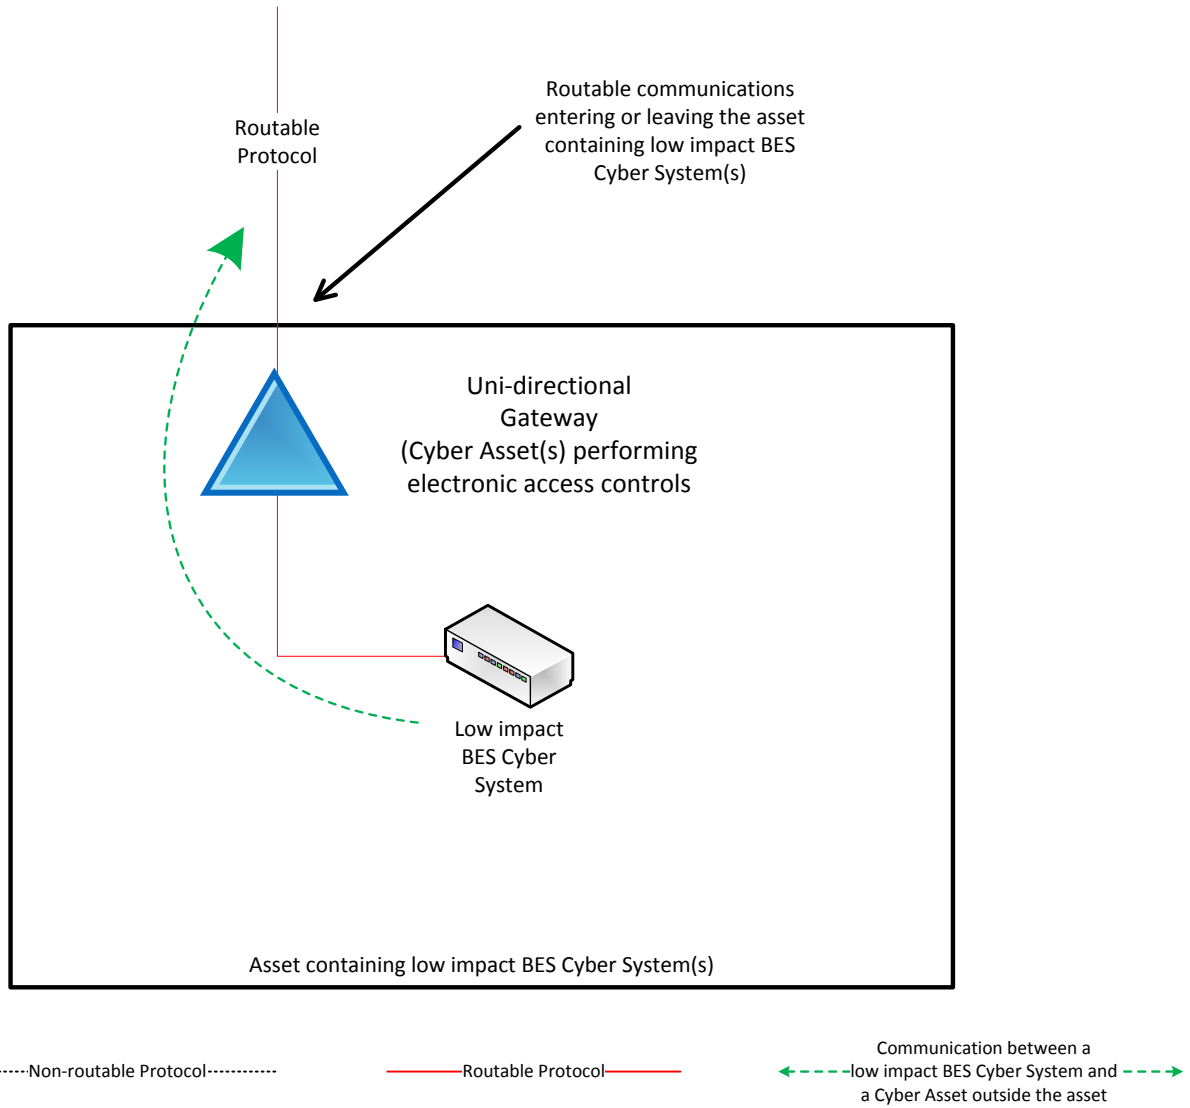 Routable communications
entering or leaving the asset
containing low impact BES
Cyber System(s)
Routable
Protocol
Uni-directional
Gateway
(Cyber Asset(s) performing
electronic access controls
Low impact
BES Cyber
System
Asset containing low impact BES Cyber System(s)
Non-routable Protocol
Routable Protocol
Communication between a
low impact BES Cyber System and
a Cyber Asset outside the asset